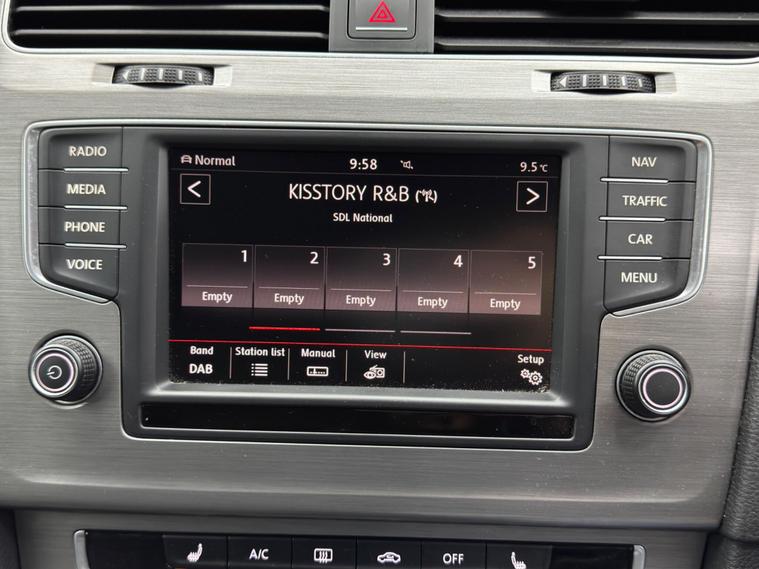 RADIO
MEDIA
PHONE
VOICE
Normal
9:58
9.5°C
KISSTORY R&B
SDL National
1
2
3
4
5
Empty
Empty
Empty
Empty
Empty
Band
Station list
Manual
View
Setup
DAB
NAV
TRAFFIC
CAR
MENU
A/C
OFF